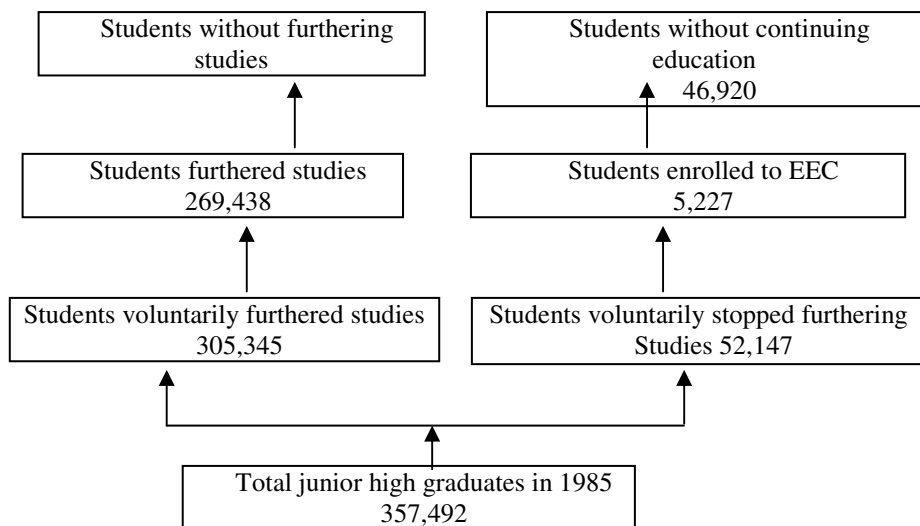 Students without furthering
studies
Students without continuing
education
46,920
Students furthered studies
269,438
Students enrolled to EEC
5,227
Students voluntarily furthered studies
305,345
Students voluntarily stopped furthering
Studies 52,147
Total junior high graduates in 1985
357,492